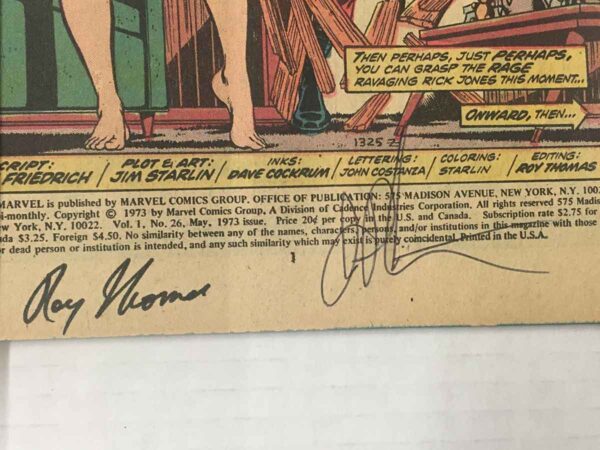 THEN PERHAPS, JUST PERHAPS,
YOU CAN GRASP THE RAGE
RAVAGING RICK JONES THIS MOMENT...
ONWARD, THEN...
1325 Z
CRIPT:
FRIEDRICH
PLOT & ART:
JIM STARLIN
INKS:
DAVE COCKRUM
LETTERING:
JOHN COSTANZA
COLORING:
STARLIN
EDITING:
ROY THOMAS
MARVEL is published by MARVEL COMICS GROUP. OFFICE OF PUBLICATION: 575 MADISON AVENUE, NEW YORK, N.Y. 100
bi-monthly. Copyright © 1973 by Marvel Comics Group, A Division of Cadence Industries Corporation. All rights reserved 575 Madis
w York, N.Y. 10022. Vol. 1, No. 26, May, 1973 issue. Price 20¢ per copy in the U.S. and Canada. Subscription rate $2.75 for
ada $3.25. Foreign $4.50. No similarity between any of the names, characters, persons, and/or institutions in this magazine with those
or dead person or institution is intended, and any such similarity which may exist is purely coincidental. Printed in the U.S.A.
1
Roy Thomas